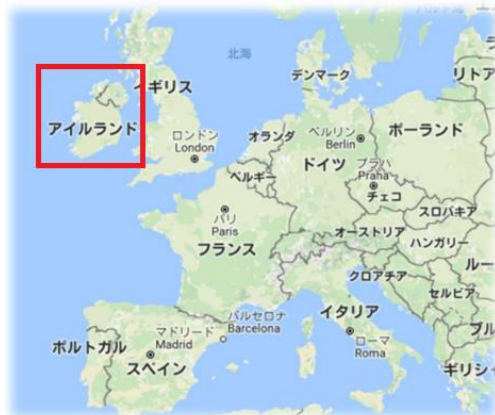 北海
デンマーク
リトア
イギリス
アイルランド
ロンドン
London
オランダ
ベルリン
Berlin
ポーランド
ベルギー
ドイツ
プラハ
Praha
チェコ
パリ
Paris
スロバキア
オーストリア
フランス
ハンガリー
ルー
クロアチア
セルビア
イタリア
バルセロナ
Barcelona
マドリード
Madrid
ポルトガル
スペイン
ローマ
Roma
ブル
ギリシ